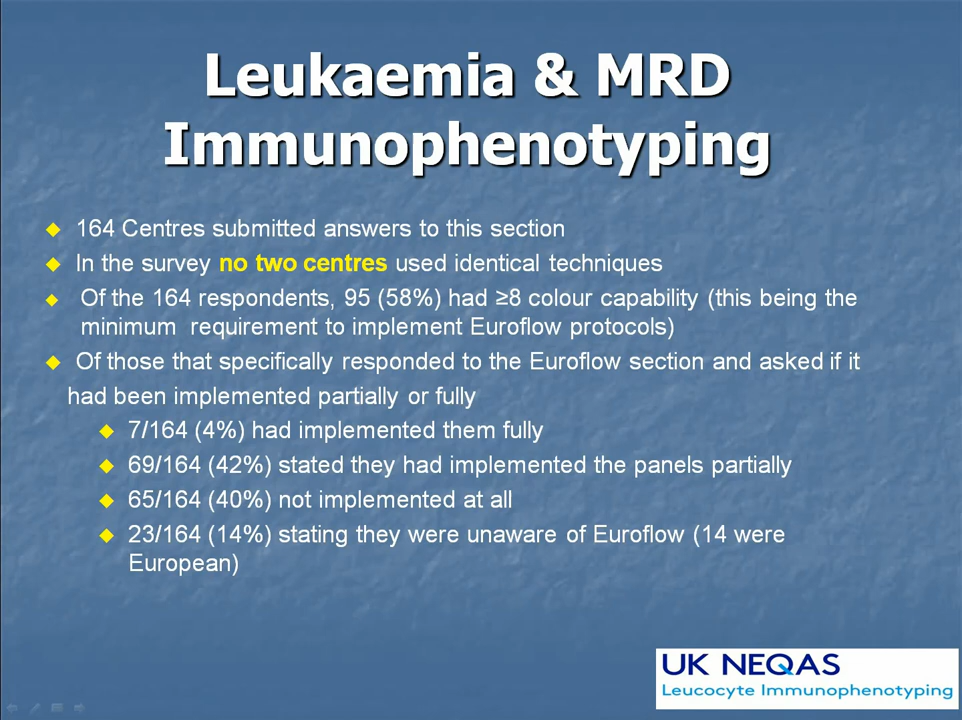 Leukaemia & MRD
Immunophenotyping
164 Centres submitted answers to this section
In the survey no two centres used identical techniques
Of the 164 respondents, 95 (58%) had ≥8 colour capability (this being the
minimum requirement to implement Euroflow protocols)
Of those that specifically responded to the Euroflow section and asked if it
had been implemented partially or fully
7/164 (4%) had implemented them fully
69/164 (42%) stated they had implemented the panels partially
65/164 (40%) not implemented at all
23/164 (14%) stating they were unaware of Euroflow (14 were
European)
UK NEQAS
Leucocyte Immunophenotyping